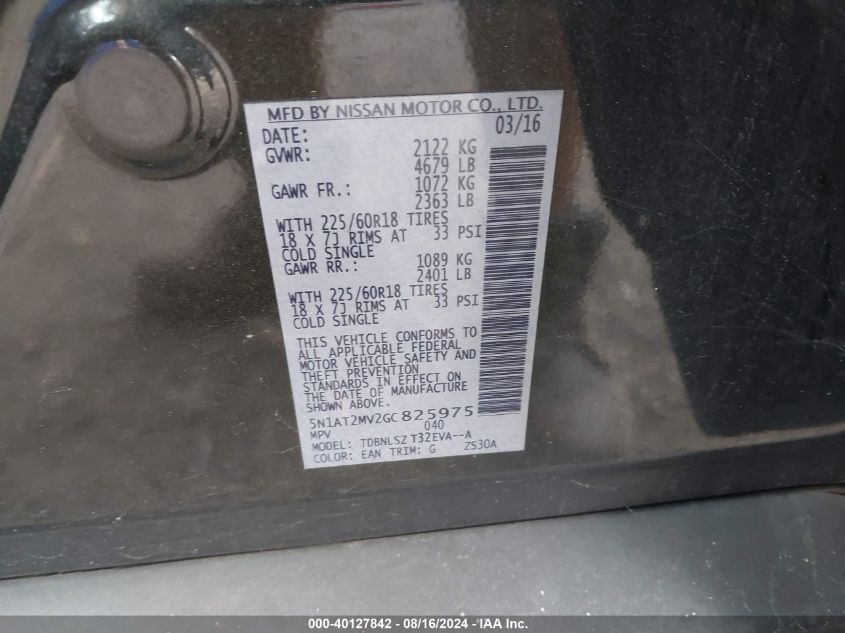 MFD BY NISSAN MOTOR CO., LTD.
DATE: 03/16
GVWR: 2122 KG
4679 LB
GAWR FR.: 1072 KG
2363 LB
WITH 225/60R18 TIRES
18 X 7J RIMS AT 33 PSI
COLD SINGLE
GAWR RR.: 1089 KG
2401 LB
WITH 225/60R18 TIRES
18 X 7J RIMS AT 33 PSI
COLD SINGLE
THIS VEHICLE CONFORMS TO
ALL APPLICABLE FEDERAL
MOTOR VEHICLE SAFETY AND
THEFT PREVENTION
STANDARDS IN EFFECT ON
THE DATE OF MANUFACTURE
SHOWN ABOVE.
5N1AT2MV2GC825975
MPV 040
MODEL: TDBNLSZ T32EVA--A
COLOR: EAN TRIM: G ZS30A
000-40127842 - 08/16/2024 - IAA Inc.